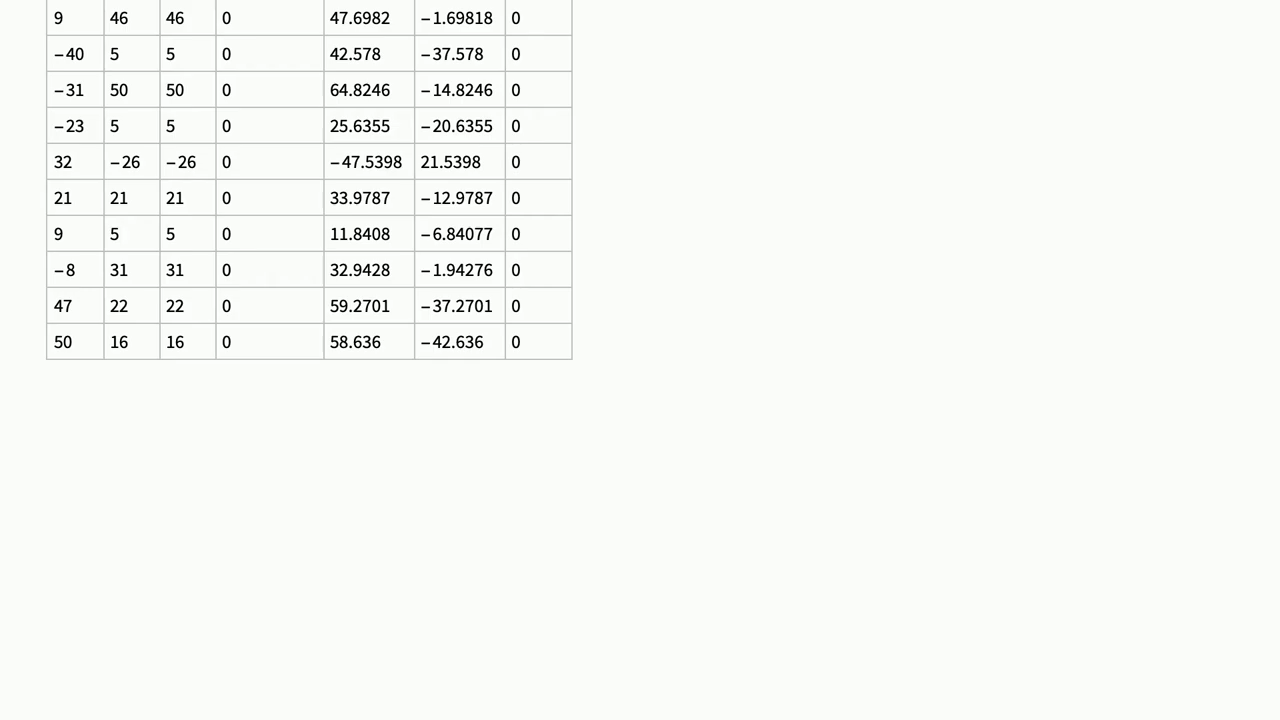 9 46 46 0 47.6982 −1.69818 0
−40 5 5 0 42.578 −37.578 0
−31 50 50 0 64.8246 −14.8246 0
−23 5 5 0 25.6355 −20.6355 0
32 −26 −26 0 −47.5398 21.5398 0
21 21 21 0 33.9787 −12.9787 0
9 5 5 0 11.8408 −6.84077 0
−8 31 31 0 32.9428 −1.94276 0
47 22 22 0 59.2701 −37.2701 0
50 16 16 0 58.636 −42.636 0